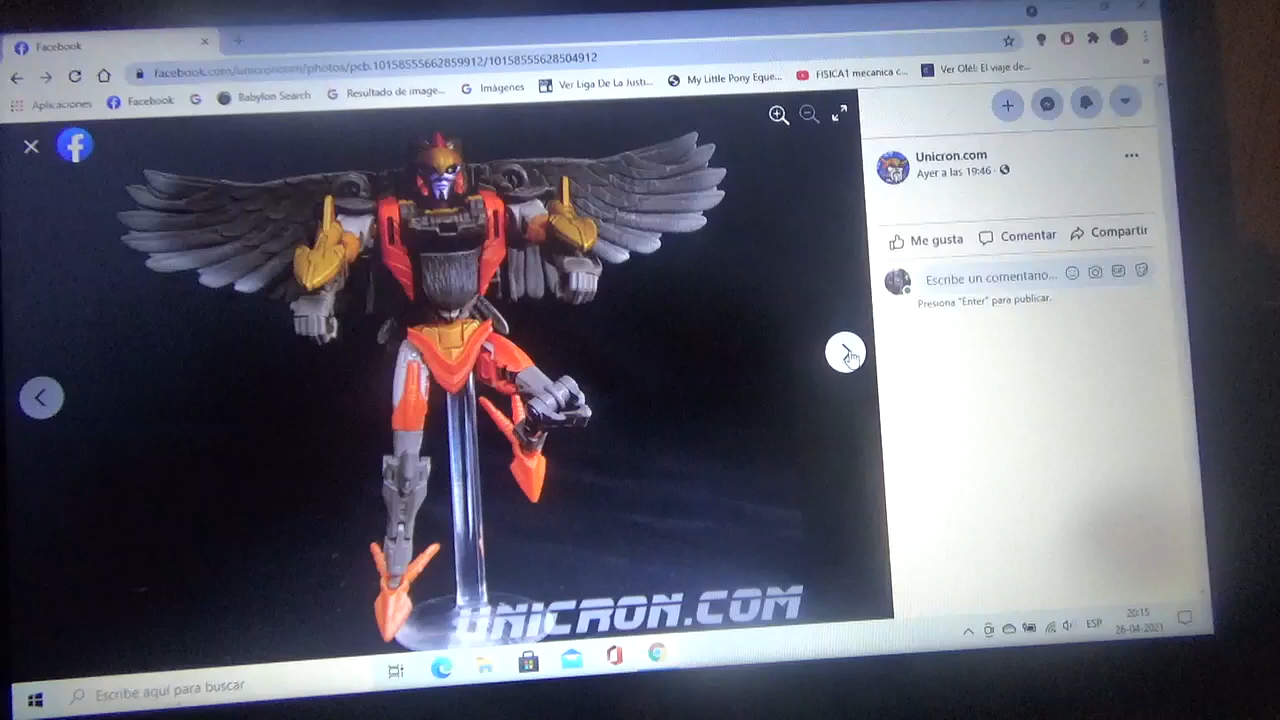 Facebook
facebook.com/unicroncom/photos/pcb.10158555662859912/10158555628504912
Aplicaciones Facebook Babylon Search Resultado de image... Imágenes Ver Liga De La Justi... My Little Pony Eque... FISICA1 mecanica c... Ver Olé!: El viaje de...
Unicron.com
Ayer a las 19:46
Me gusta Comentar Compartir
Escribe un comentario...
Presiona "Enter" para publicar.
UNICRON.COM
Escribe aquí para buscar
ESP
20:15
26-04-2021